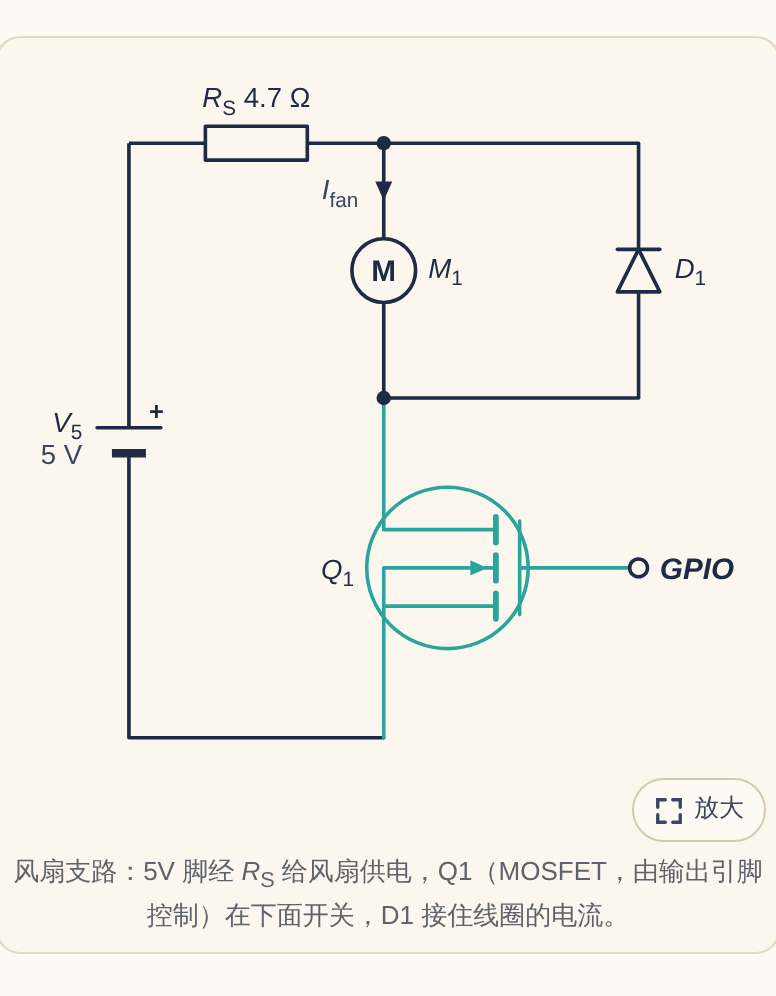 RS 4.7 Ω
Ifan
M
M1
D1
+
V5
5 V
Q1
GPIO
放大
风扇支路：5V 脚经 RS 给风扇供电，Q1（MOSFET，由输出引脚
控制）在下面开关，D1 接住线圈的电流。